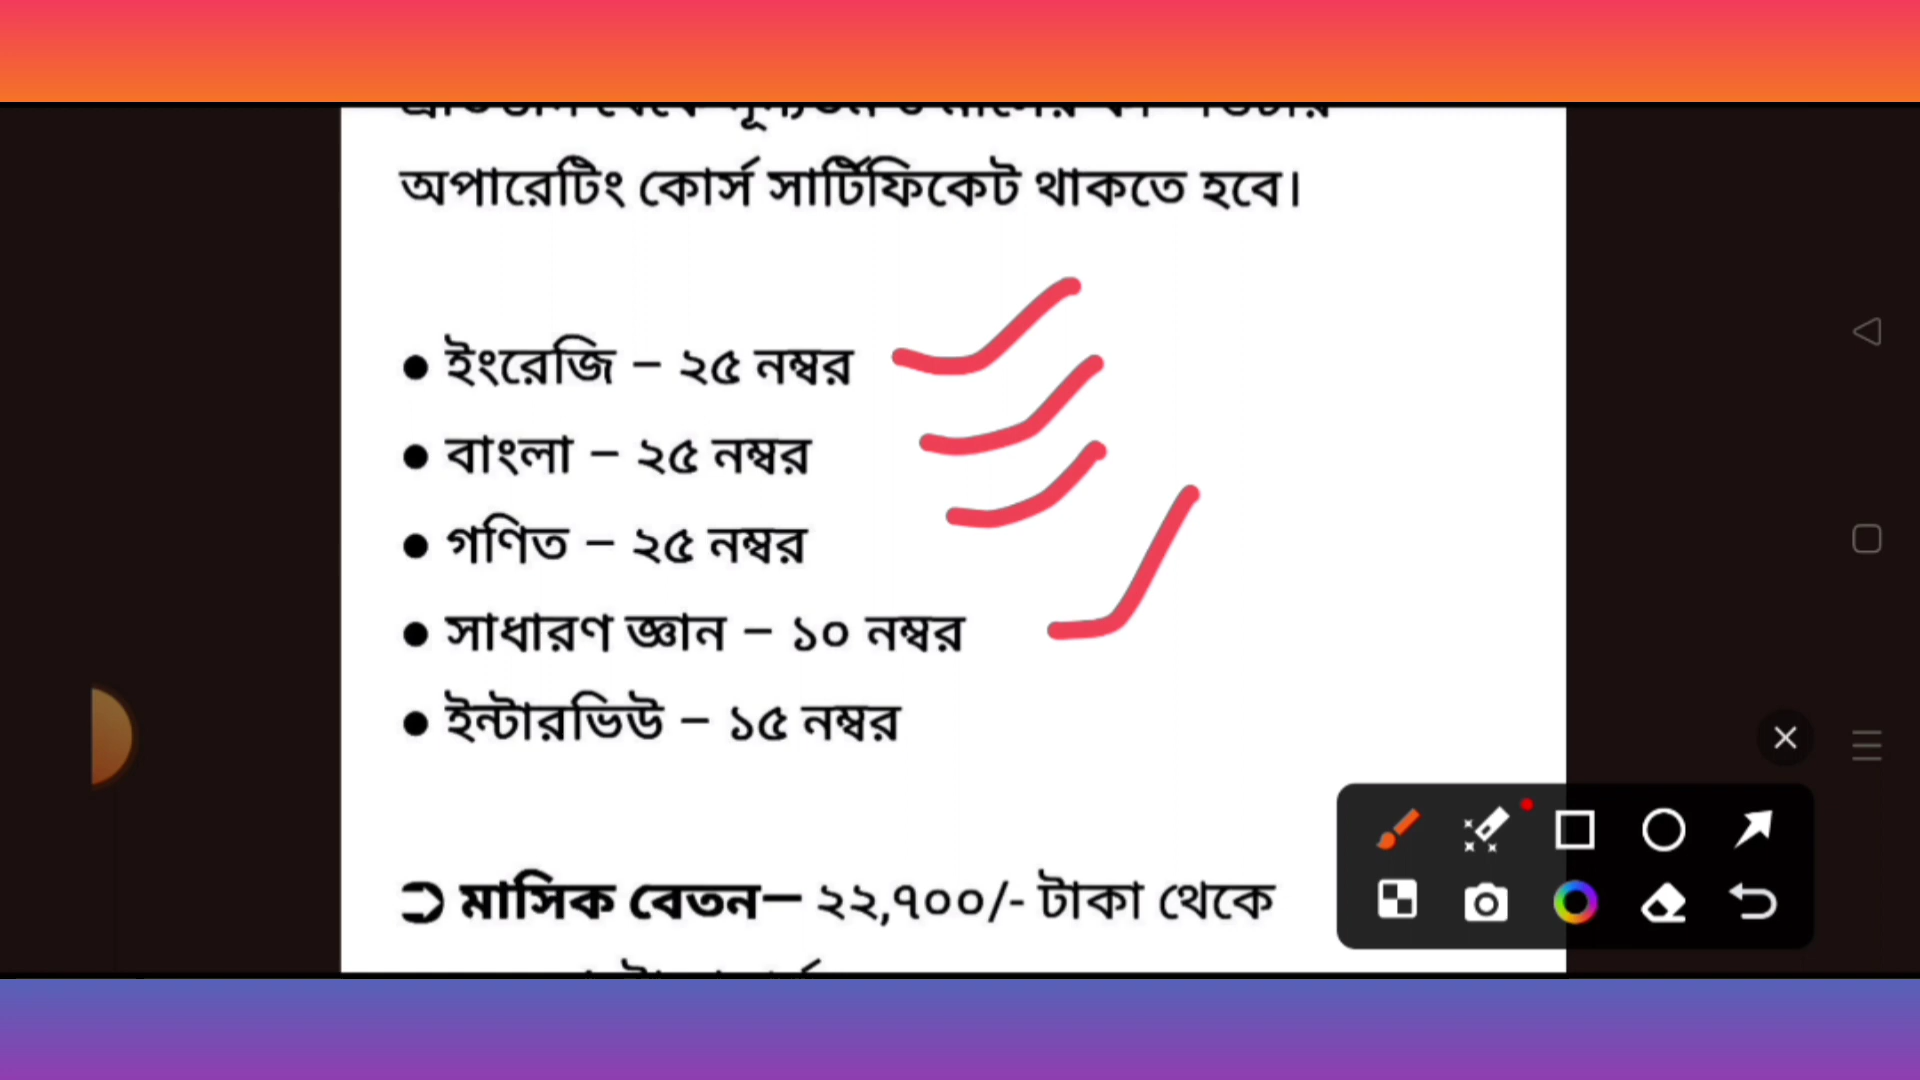 অপারেটিং কোর্স সার্টিফিকেট থাকতে হবে।
● ইংরেজি – ২৫ নম্বর
● বাংলা – ২৫ নম্বর
● গণিত – ২৫ নম্বর
● সাধারণ জ্ঞান – ১০ নম্বর
● ইন্টারভিউ – ১৫ নম্বর
➲ মাসিক বেতন— ২২,৭০০/- টাকা থেকে